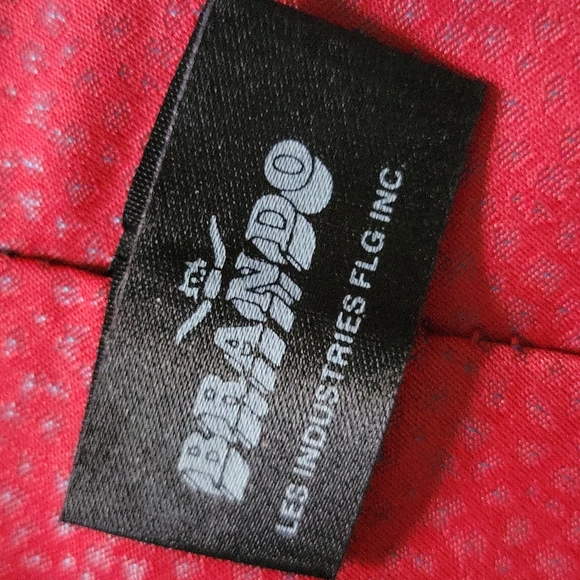 BRANDO
LES INDUSTRIES FLG INC.